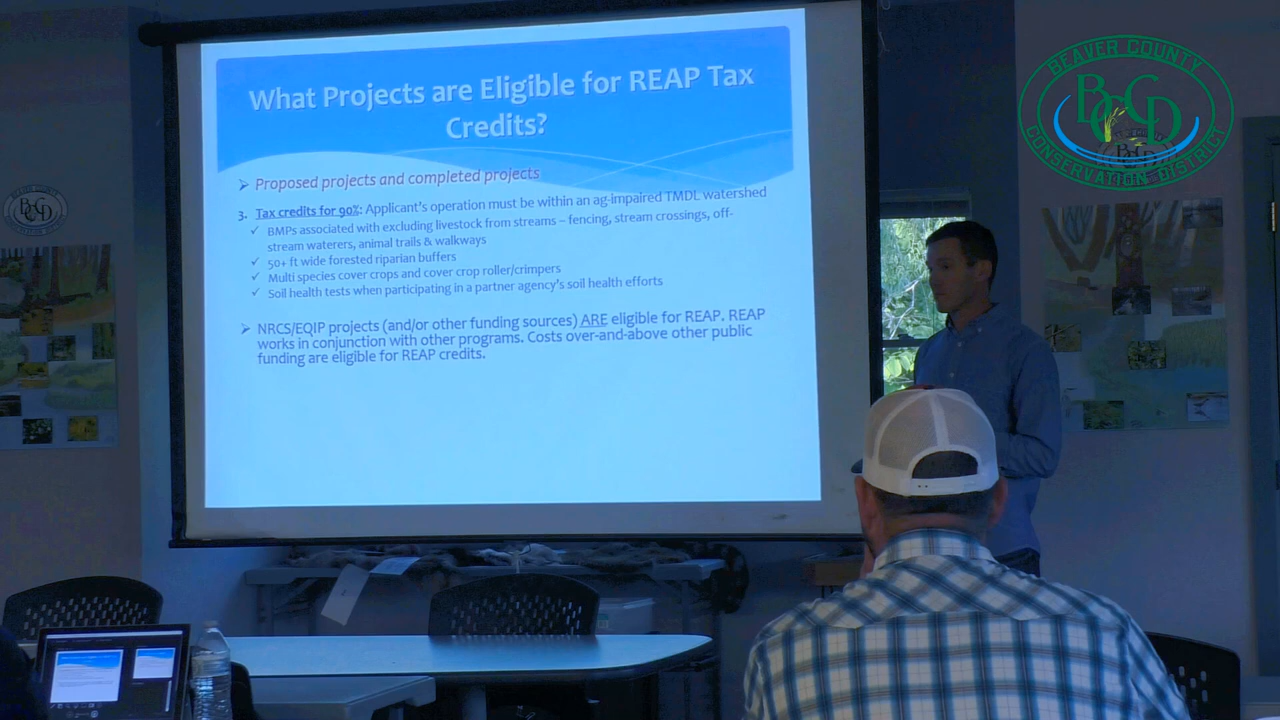 What Projects are Eligible for REAP Tax
Credits?
Proposed projects and completed projects
3. Tax credits for 90%: Applicant's operation must be within an ag-impaired TMDL watershed
BMPs associated with excluding livestock from streams – fencing, stream crossings, off-
stream waterers, animal trails & walkways
50+ ft wide forested riparian buffers
Multi species cover crops and cover crop roller/crimpers
Soil health tests when participating in a partner agency's soil health efforts
NRCS/EQIP projects (and/or other funding sources) ARE eligible for REAP. REAP
works in conjunction with other programs. Costs over-and-above other public
funding are eligible for REAP credits.
BEAVER COUNTY
BCCD
CONSERVATION DISTRICT
BCCD